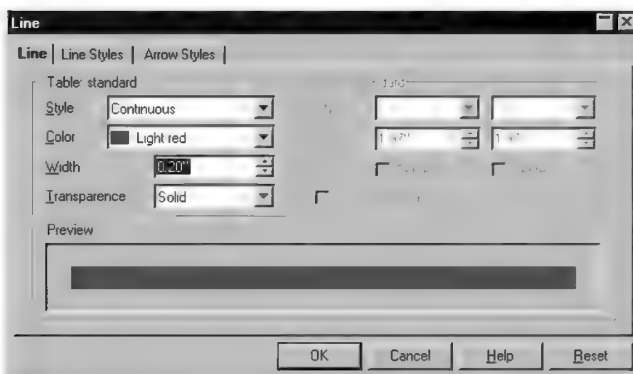 Line
Line Line Styles Arrow Styles
Table: standard
Style Continuous
Color Light red
Width 0.20"
Transparence Solid
Preview
OK Cancel Help Reset